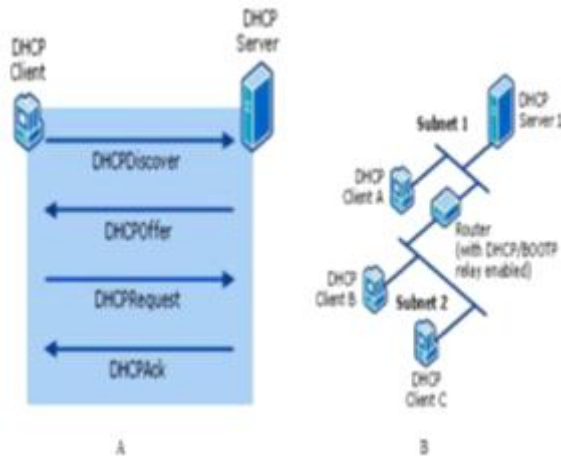 DHCP
Client
DHCP
Server
DHCPDiscover
DHCPOffer
DHCPRequest
DHCPAck
A
DHCP
Server 1
Subnet 1
DHCP
Client A
Router
(with DHCP/BOOTP
relay enabled)
DHCP
Client B
Subnet 2
DHCP
Client C
B